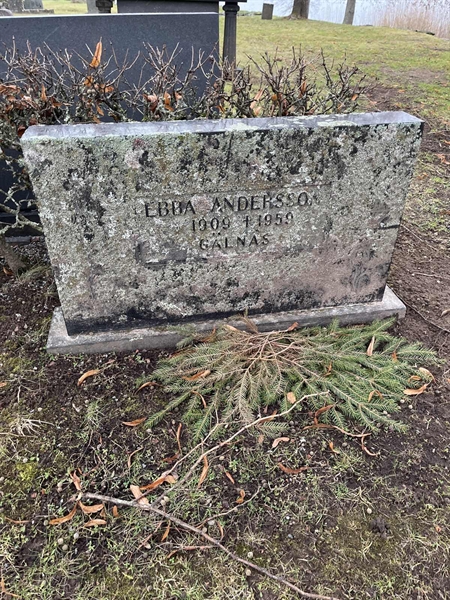 EBBA ANDERSSON
1909 † 1959
GALNÄS